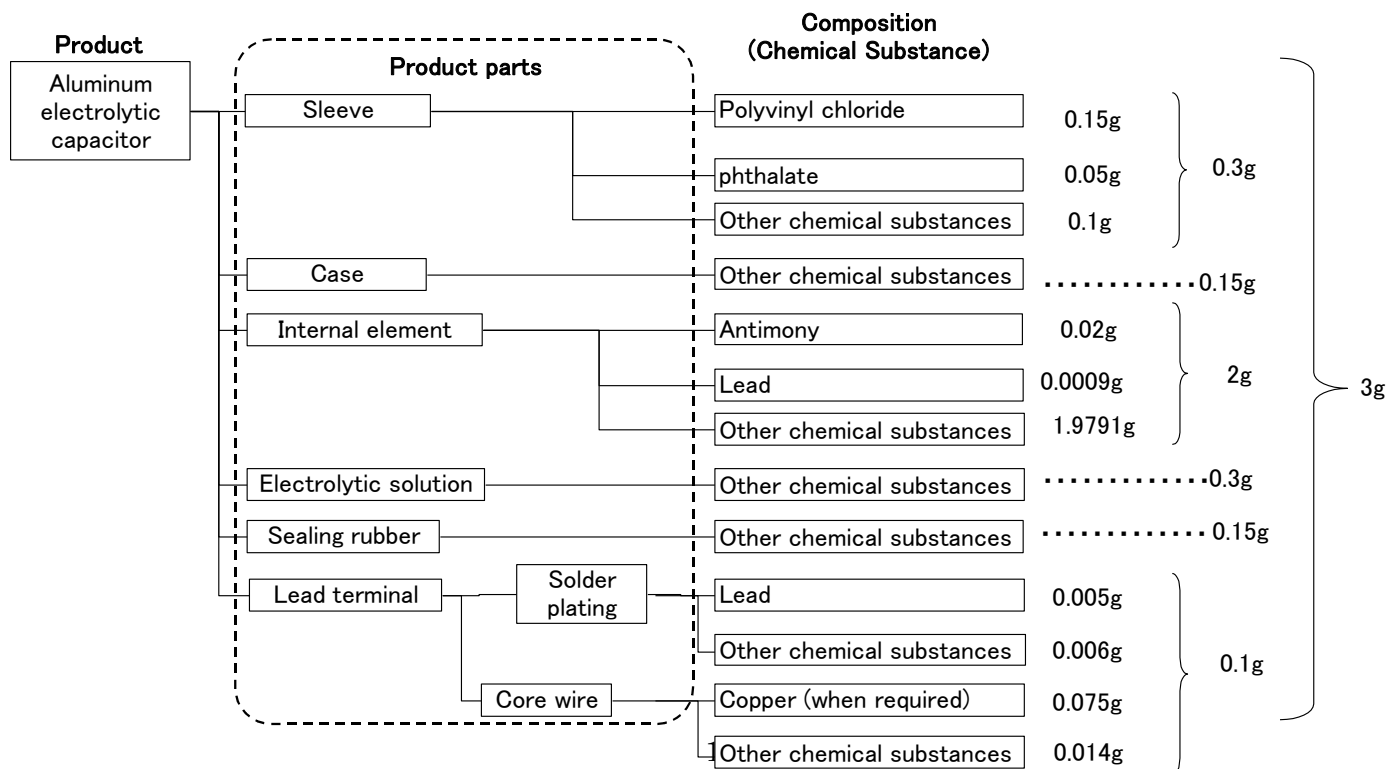 Product
Aluminum
electrolytic
capacitor
Product parts
Composition
(Chemical Substance)
Sleeve
Polyvinyl chloride
0.15g
phthalate
0.05g
0.3g
Other chemical substances
0.1g
Case
Other chemical substances
............0.15g
Internal element
Antimony
0.02g
Lead
0.0009g
2g
3g
Other chemical substances
1.9791g
Electrolytic solution
Other chemical substances
.............0.3g
Sealing rubber
Other chemical substances
.............0.15g
Lead terminal
Solder
plating
Lead
0.005g
Other chemical substances
0.006g
0.1g
Core wire
Copper (when required)
0.075g
1
Other chemical substances
0.014g